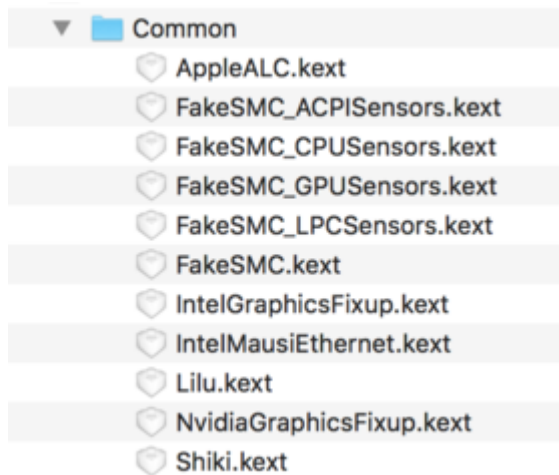 Common
AppleALC.kext
FakeSMC_ACPISensors.kext
FakeSMC_CPUSensors.kext
FakeSMC_GPUSensors.kext
FakeSMC_LPCSensors.kext
FakeSMC.kext
IntelGraphicsFixup.kext
IntelMausiEthernet.kext
Lilu.kext
NvidiaGraphicsFixup.kext
Shiki.kext